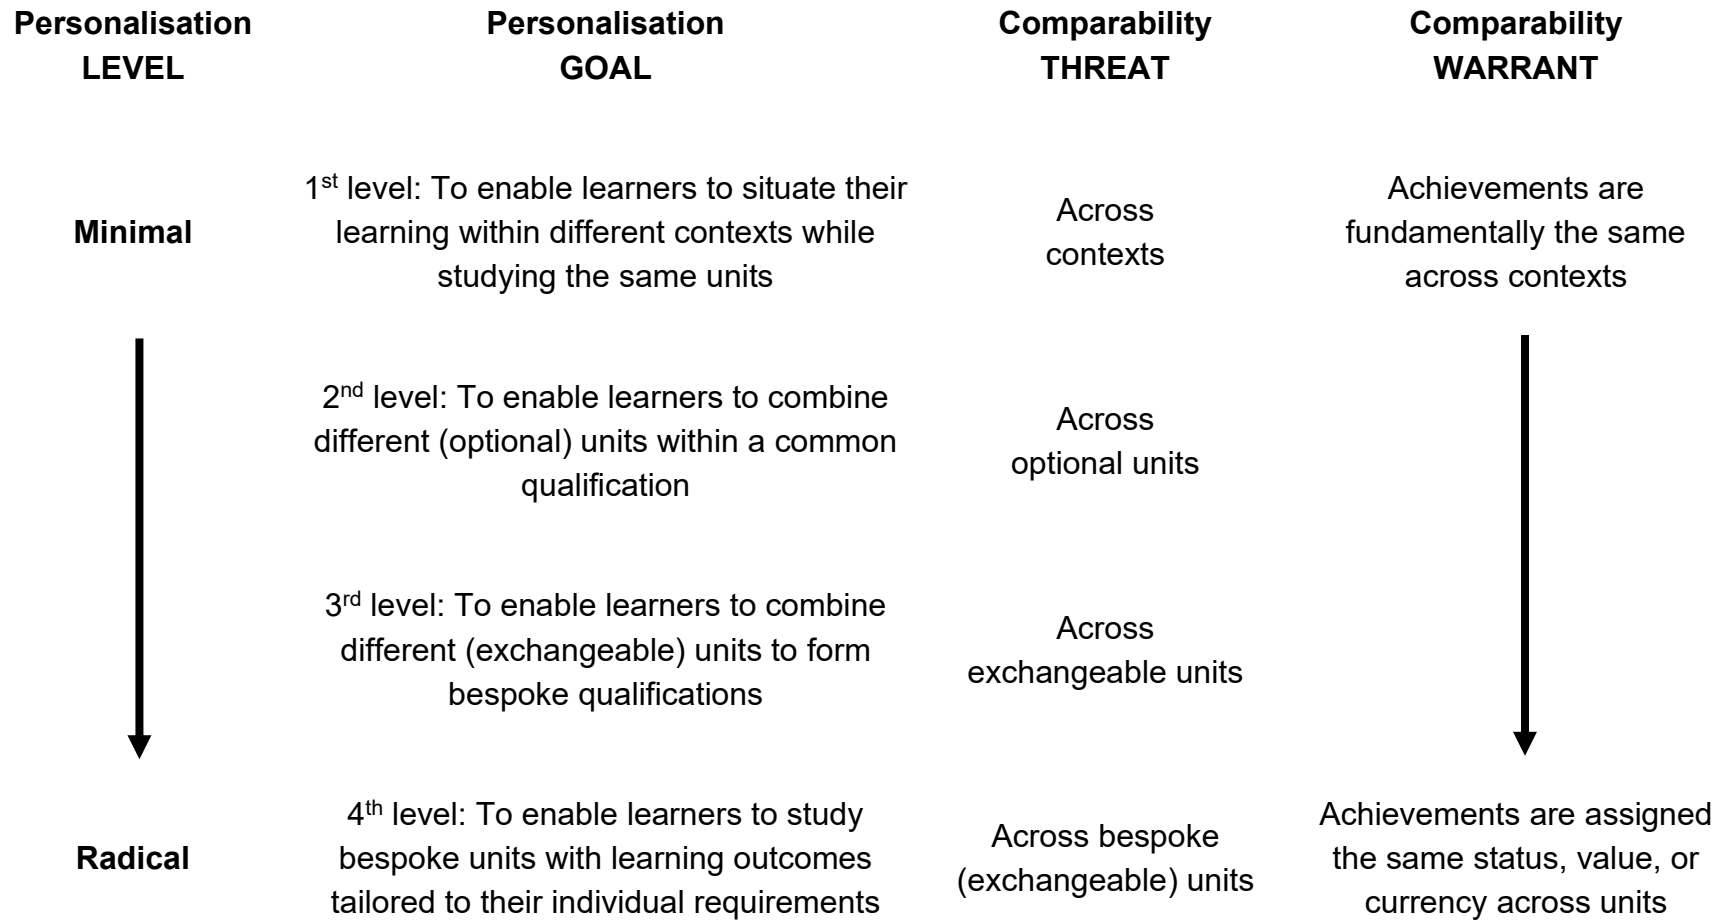 Personalisation
LEVEL
Personalisation
GOAL
Comparability
THREAT
Comparability
WARRANT
Minimal
1st level: To enable learners to situate their
learning within different contexts while
studying the same units
Across
contexts
Achievements are
fundamentally the same
across contexts
2nd level: To enable learners to combine
different (optional) units within a common
qualification
Across
optional units
3rd level: To enable learners to combine
different (exchangeable) units to form
bespoke qualifications
Across
exchangeable units
Radical
4th level: To enable learners to study
bespoke units with learning outcomes
tailored to their individual requirements
Across bespoke
(exchangeable) units
Achievements are assigned
the same status, value, or
currency across units